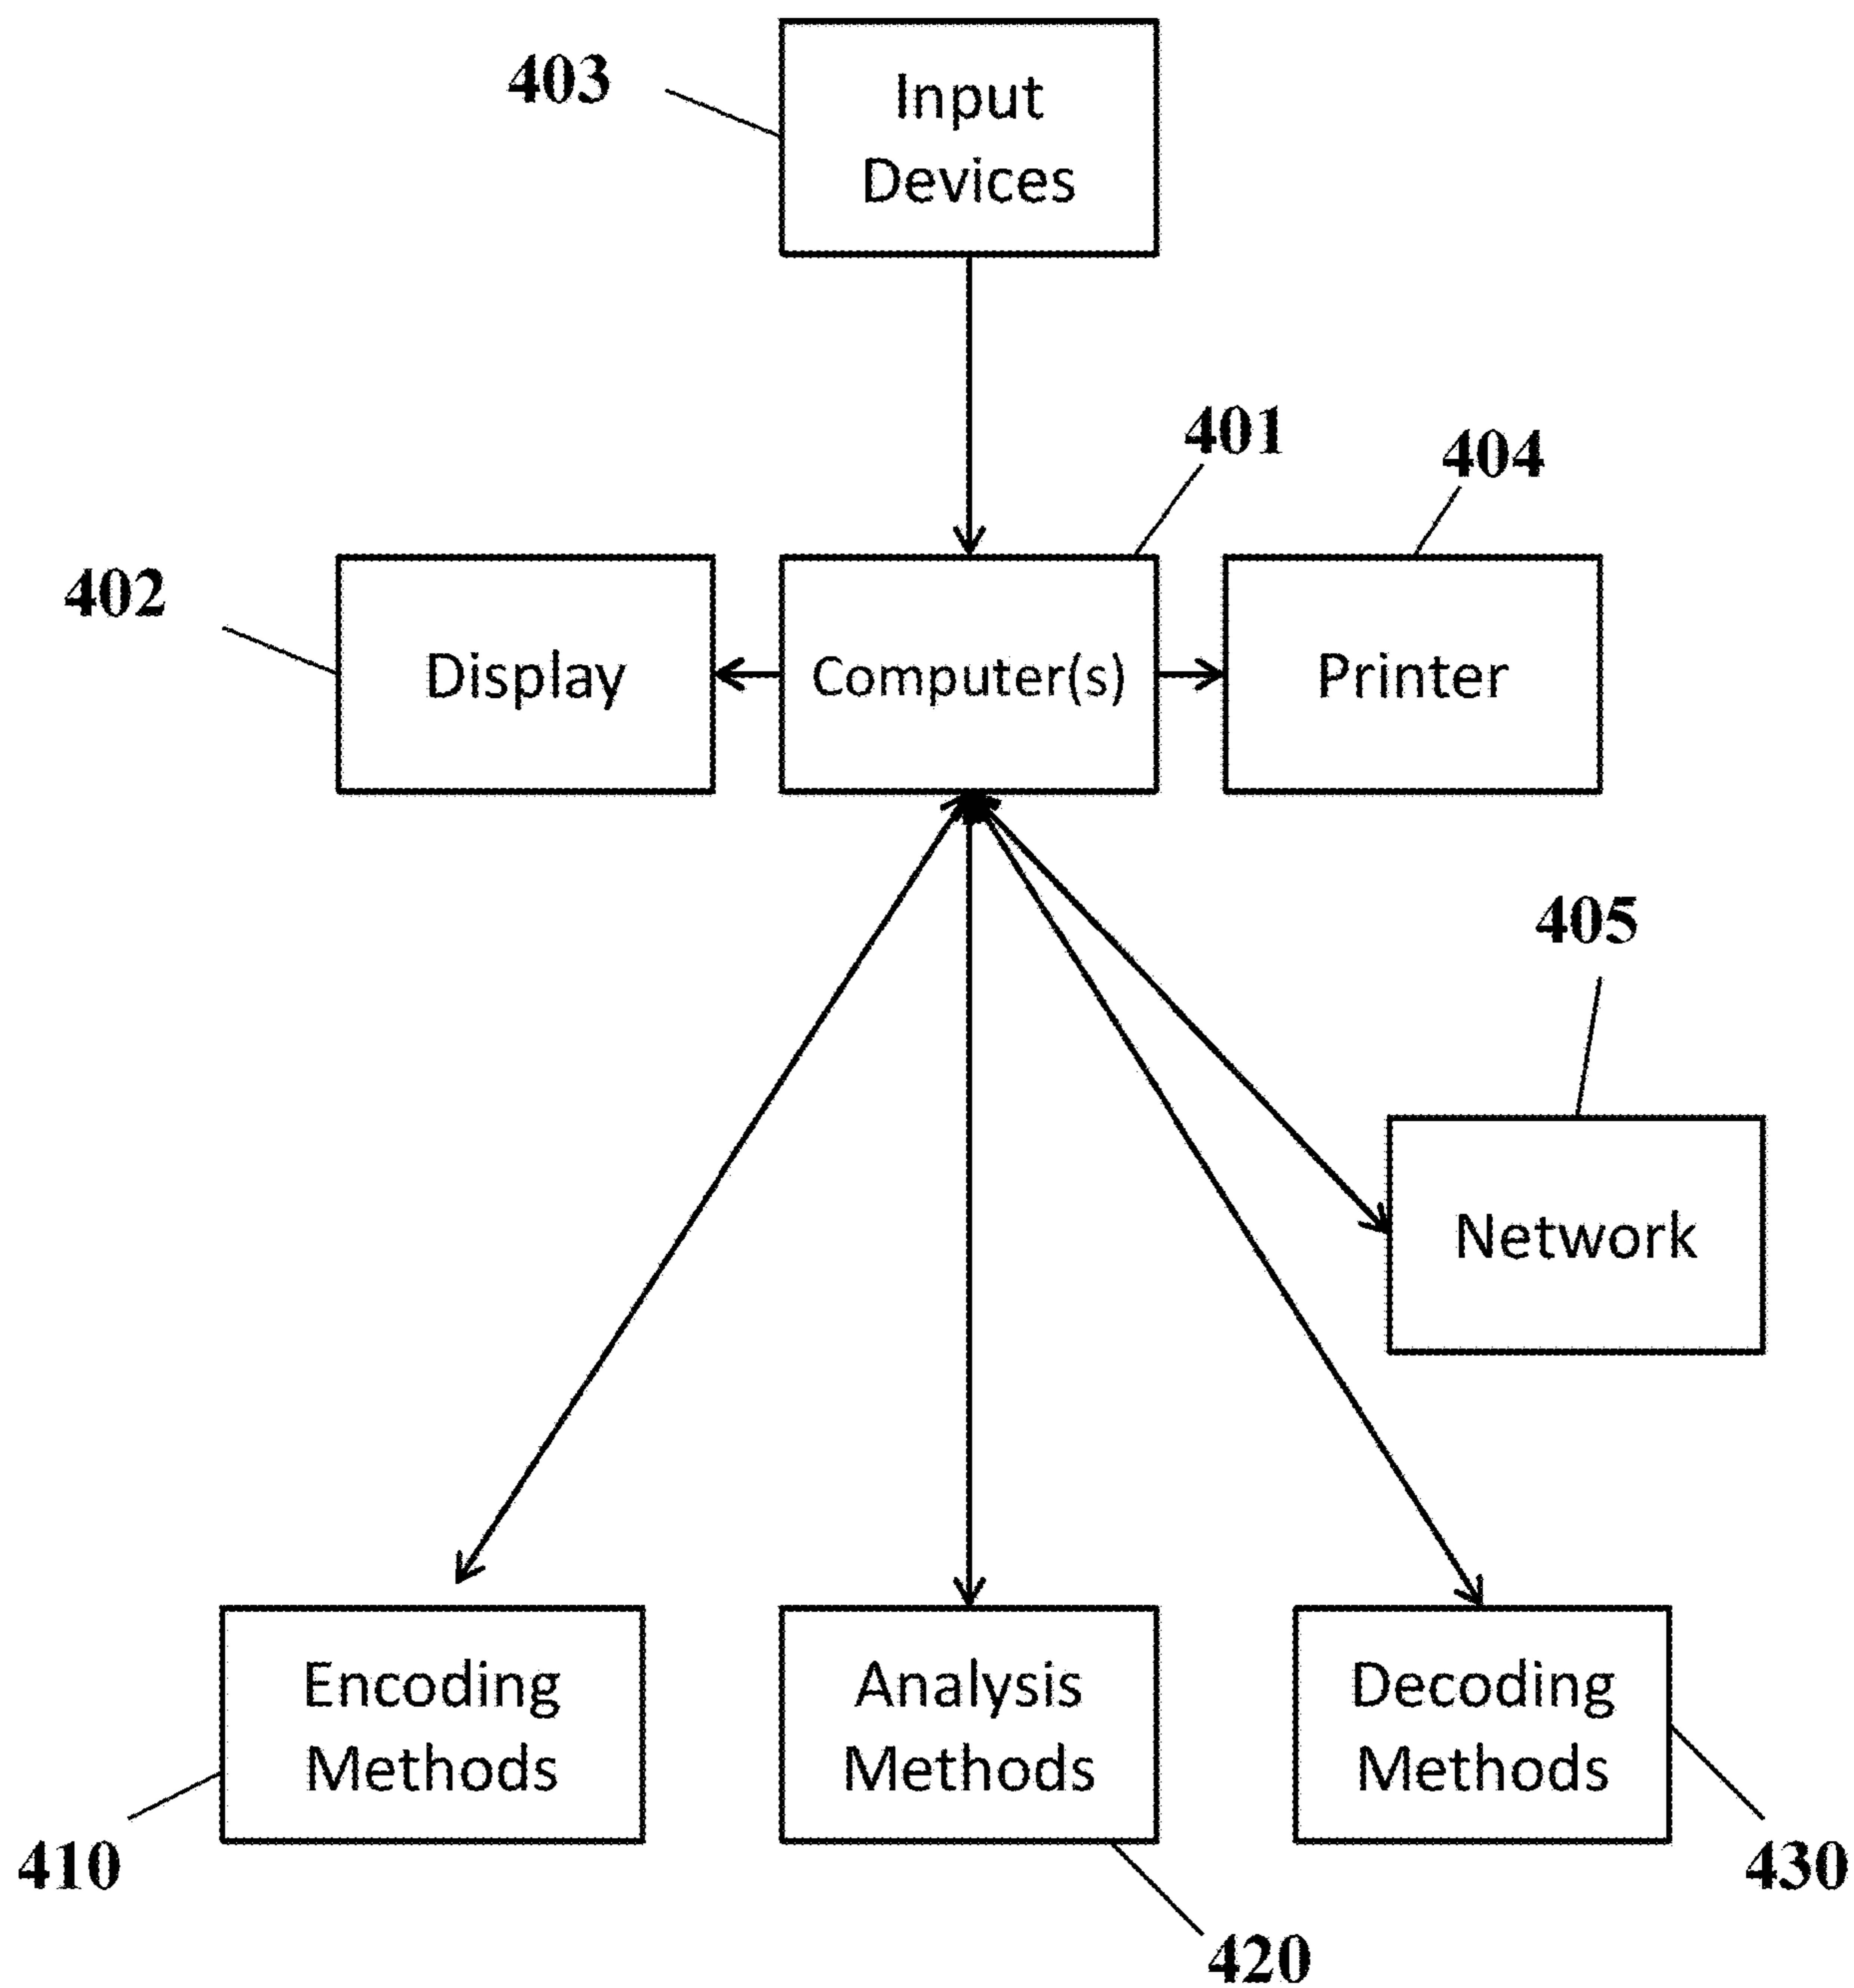 403
Input
Devices
401
404
402
Display
Computer(s)
Printer
405
Network
Encoding
Methods
Analysis
Methods
Decoding
Methods
410
420
430